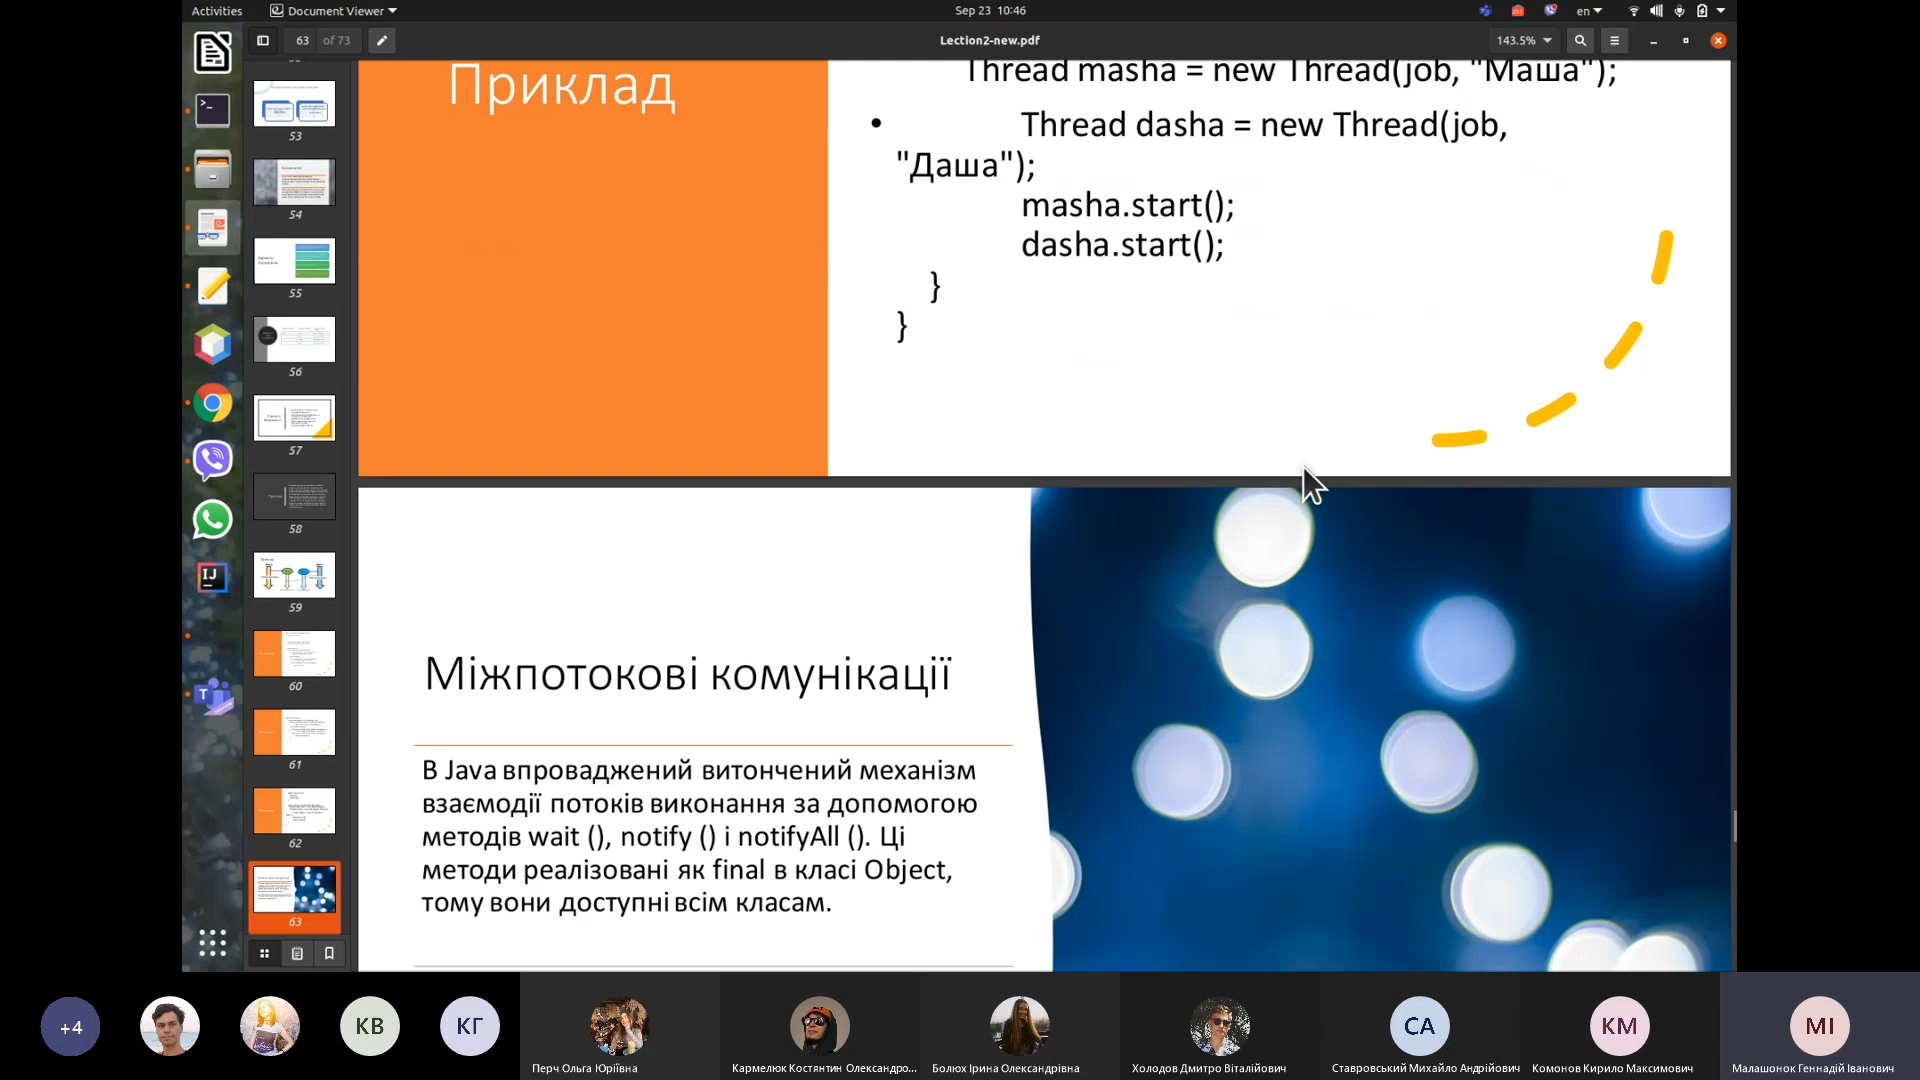 Activities
Document Viewer
Sep 23 10:46
en
63 of 73
Lection2-new.pdf
143.5%
53
54
55
56
57
58
59
60
61
62
63
Приклад
Thread masha = new Thread(job, "Маша");
• Thread dasha = new Thread(job,
"Даша");
masha.start();
dasha.start();
}
}
Міжпотокові комунікації
В Java впроваджений витончений механізм
взаємодії потоків виконання за допомогою
методів wait (), notify () і notifyAll (). Ці
методи реалізовані як final в класі Object,
тому вони доступні всім класам.
+4
КВ
КГ
СА
КМ
МІ
Перч Ольга Юріївна
Кармелюк Костянтин Олександро...
Болюх Ірина Олександрівна
Холодов Дмитро Віталійович
Ставровський Михайло Андрійович
Комонов Кирило Максимович
Малашонок Геннадій Іванович